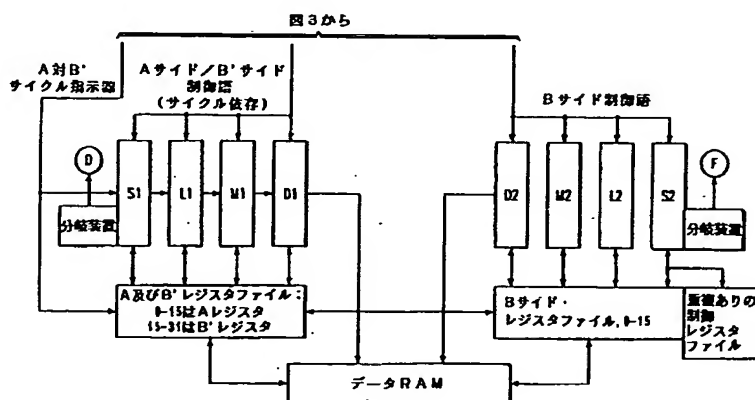 図3から
A対B'
サイクル指示器
Aサイド/B'サイド
制御語
(サイクル依存)
Bサイド制御語
D
分岐装置
S1
L1
M1
D1
D2
M2
L2
S2
F
分岐装置
A及びB'レジスタファイル:
0-15はAレジスタ
15-31はB'レジスタ
Bサイド・
レジスタファイル,0-15
重複ありの
制御
レジスタ
ファイル
データRAM